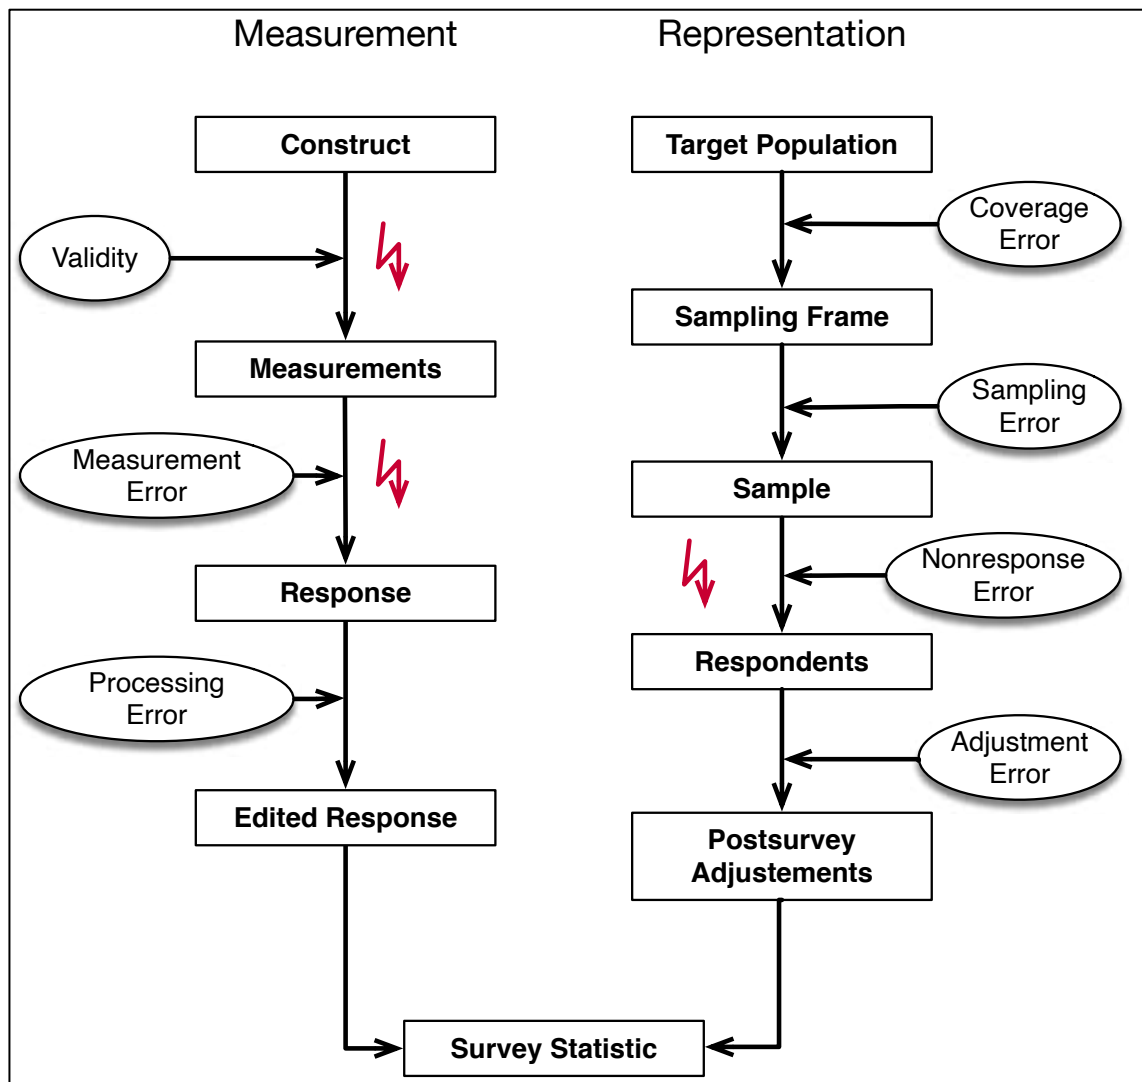 Measurement
Representation
Construct
Target Population
Validity
Coverage
Error
Sampling Frame
Measurements
Sampling
Error
Measurement
Error
Sample
Response
Nonresponse
Error
Respondents
Processing
Error
Adjustment
Error
Edited Response
Postsurvey
Adjustements
Survey Statistic